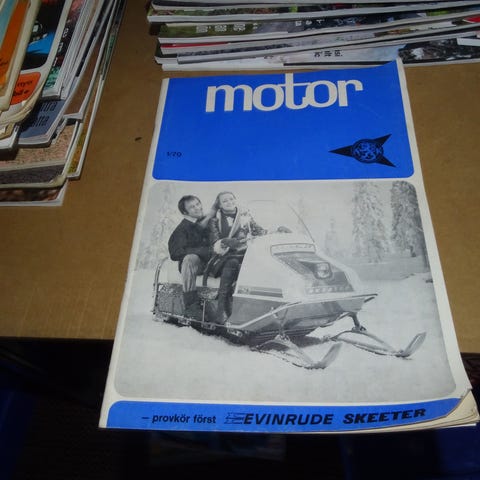 motor
1/70
– provkör först EVINRUDE SKEETER